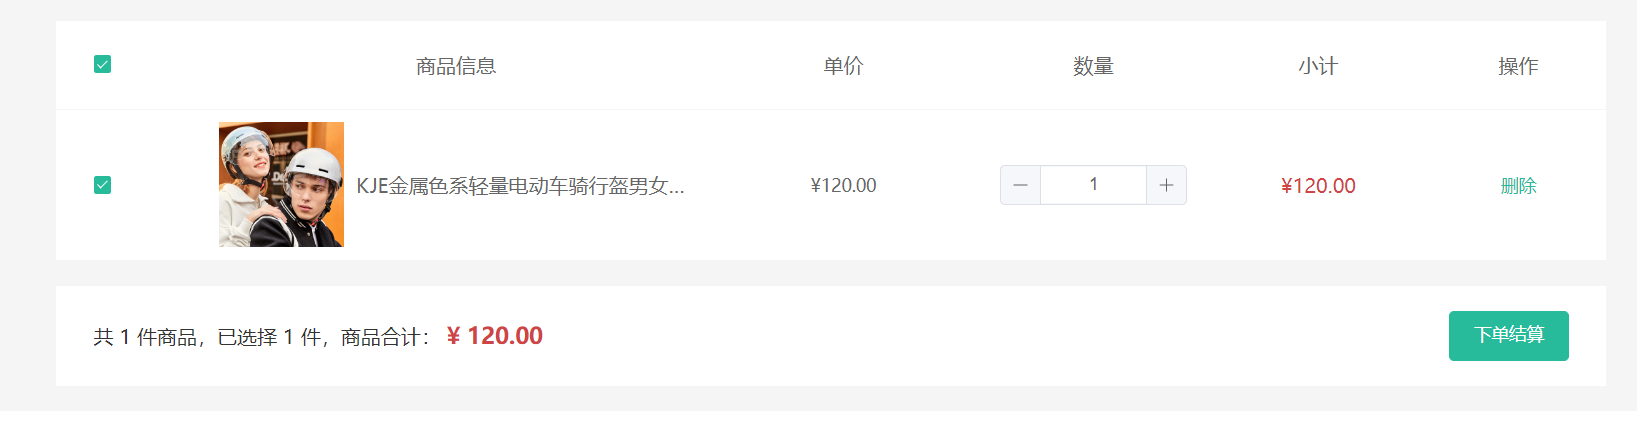 商品信息 单价 数量 小计 操作
KJE金属色系轻量电动车骑行盔男女... ¥120.00 1 ¥120.00 删除
共 1 件商品，已选择 1 件，商品合计： ¥ 120.00 下单结算